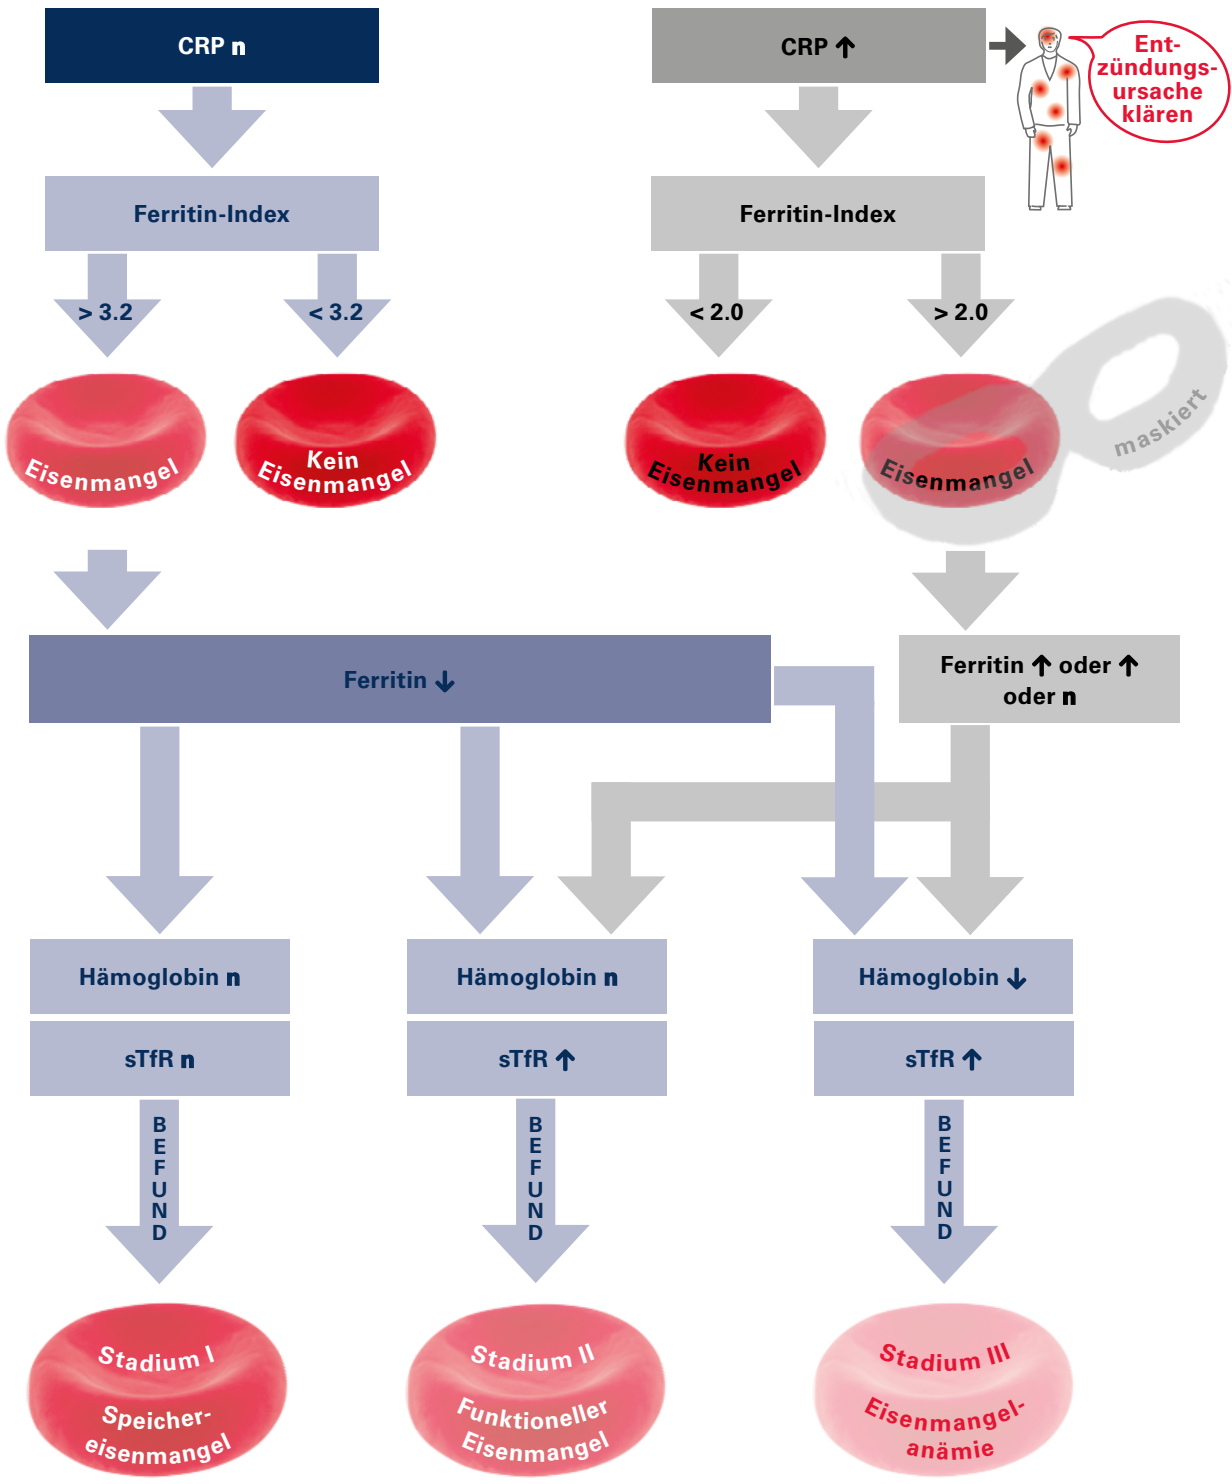 CRP n
CRP ↑
Ent-
zündungs-
ursache
klären
Ferritin-Index
Ferritin-Index
> 3.2
< 3.2
< 2.0
> 2.0
Eisenmangel
Kein
Eisenmangel
Kein
Eisenmangel
Eisenmangel
maskiert
Ferritin ↓
Ferritin ↑ oder ↑
oder n
Hämoglobin n
Hämoglobin n
Hämoglobin ↓
sTfR n
sTfR ↑
sTfR ↑
BEFUND
BEFUND
BEFUND
Stadium I
Speicher-
eisenmangel
Stadium II
Funktioneller
Eisenmangel
Stadium III
Eisenmangel-
anämie